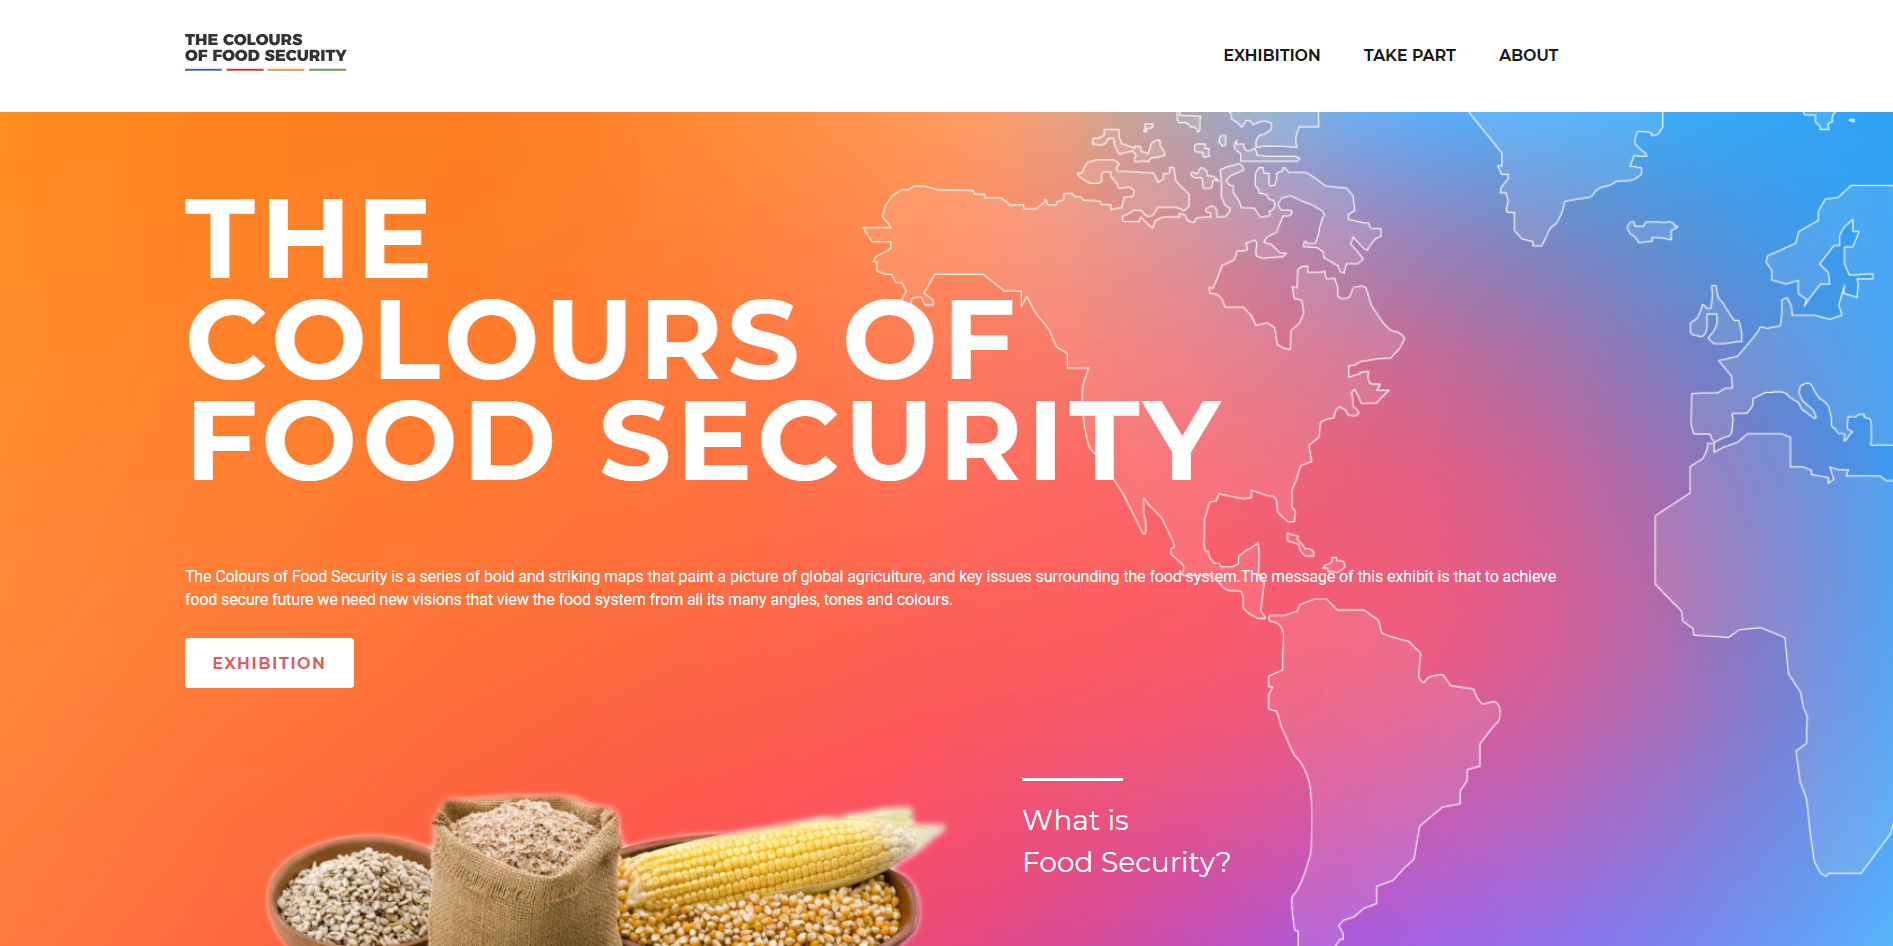 THE COLOURS
OF FOOD SECURITY
EXHIBITION
TAKE PART
ABOUT
THE
COLOURS OF
FOOD SECURITY
The Colours of Food Security is a series of bold and striking maps that paint a picture of global agriculture, and key issues surrounding the food system.The message of this exhibit is that to achieve
food secure future we need new visions that view the food system from all its many angles, tones and colours.
EXHIBITION
What is
Food Security?